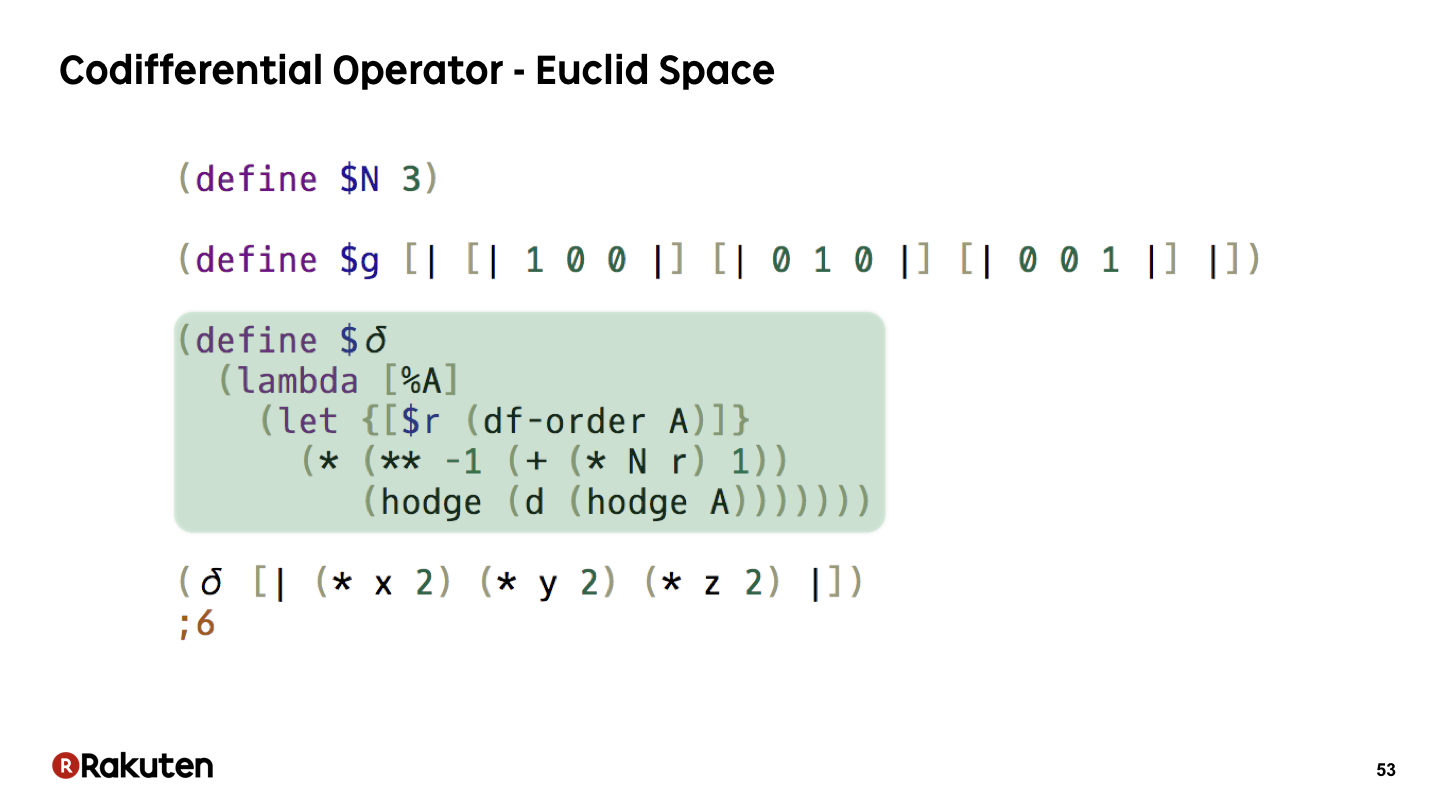 Codifferential Operator - Euclid Space
(define $N 3)
(define $g [| [| 1 0 0 |] [| 0 1 0 |] [| 0 0 1 |] |])
(define $δ
  (lambda [%A]
    (let {[$r (df-order A)]}
      (* (** -1 (+ (* N r) 1))
         (hodge (d (hodge A)))))))
(δ [| (* x 2) (* y 2) (* z 2) |])
;6
Rakuten
53